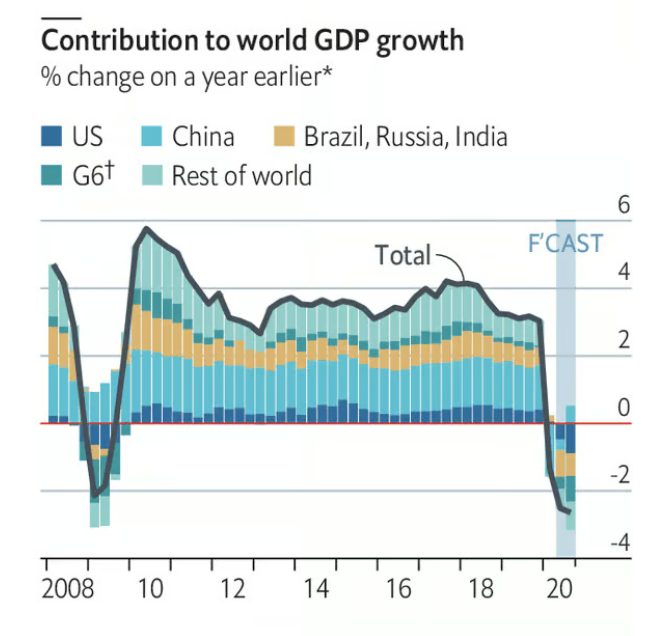 Contribution to world GDP growth
% change on a year earlier*
US China Brazil, Russia, India
G6† Rest of world
6
F'CAST
Total
4
2
0
-2
-4
2008 10 12 14 16 18 20